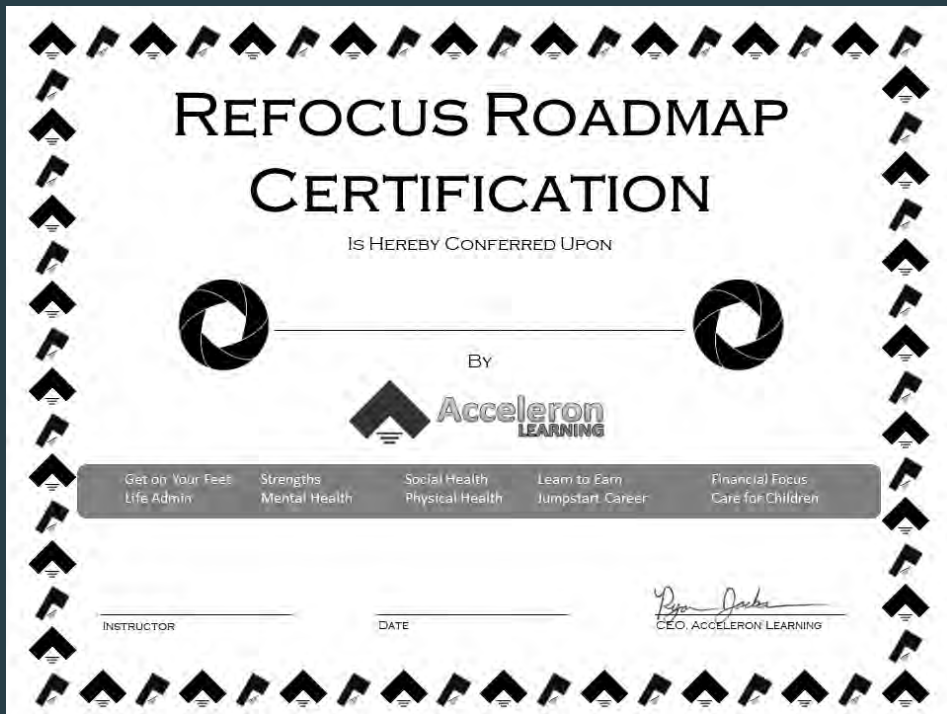 REFOCUS ROADMAP
CERTIFICATION
IS HEREBY CONFERRED UPON
BY
Acceleron
LEARNING
Get on Your Feet Strengths Social Health Learn to Earn Financial Focus
Life Admin Mental Health Physical Health Jumpstart Career Care for Children
INSTRUCTOR
DATE
CEO, ACCELERON LEARNING